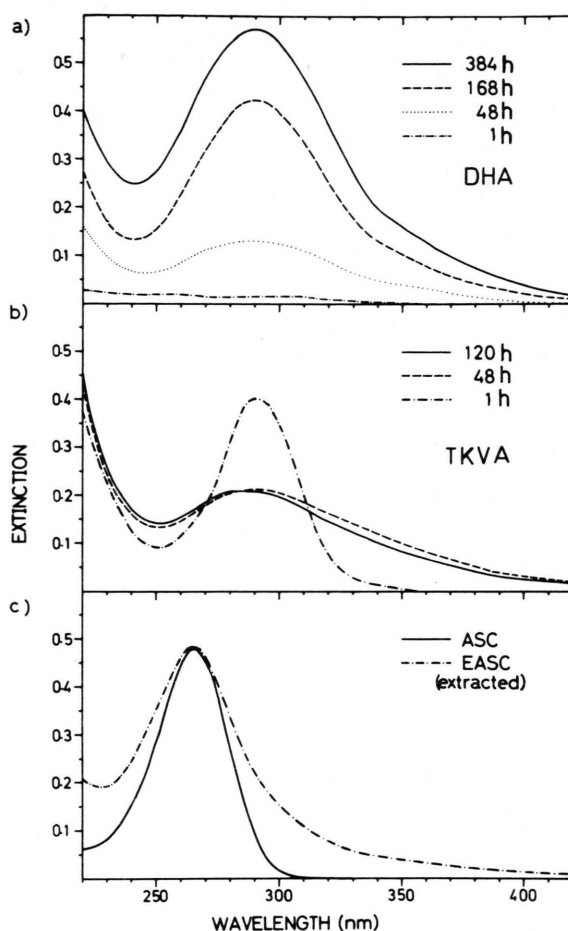 a)
0.5
0.4
0.3
0.2
0.1
384 h
168 h
48 h
1 h
DHA
b)
0.5
0.4
0.3
0.2
0.1
120 h
48 h
1 h
TKVA
EXTINCTION
c)
0.5
0.4
0.3
0.2
0.1
ASC
EASC
(extracted)
250 300 350 400
WAVELENGTH (nm)